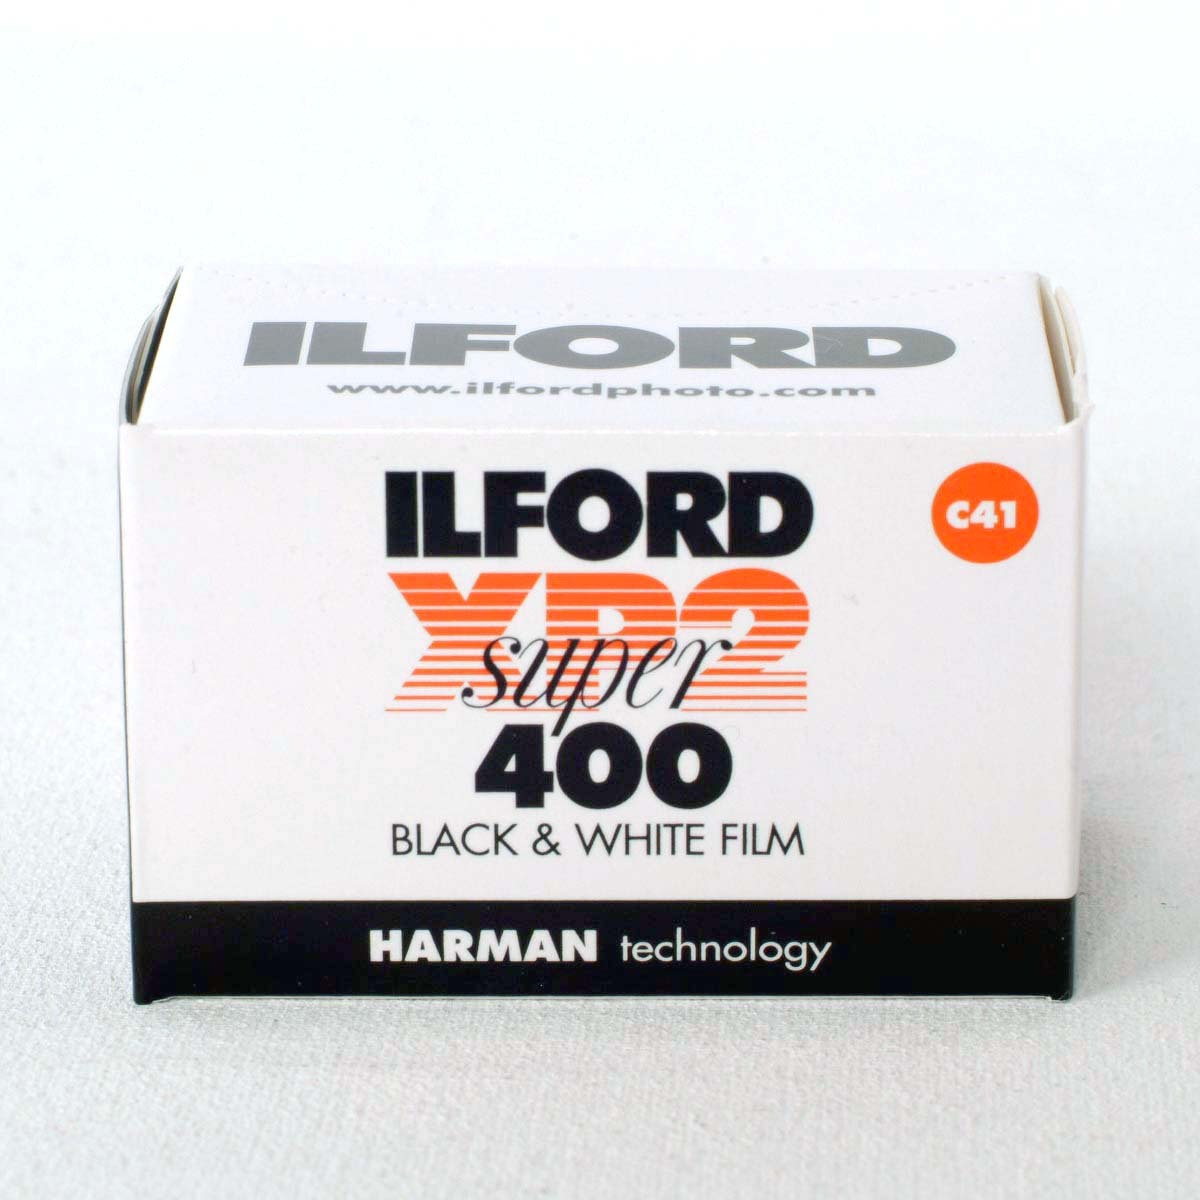 ILFORD
www.ilfordphoto.com
ILFORD
C41
XP2
super
400
BLACK & WHITE FILM
HARMAN technology